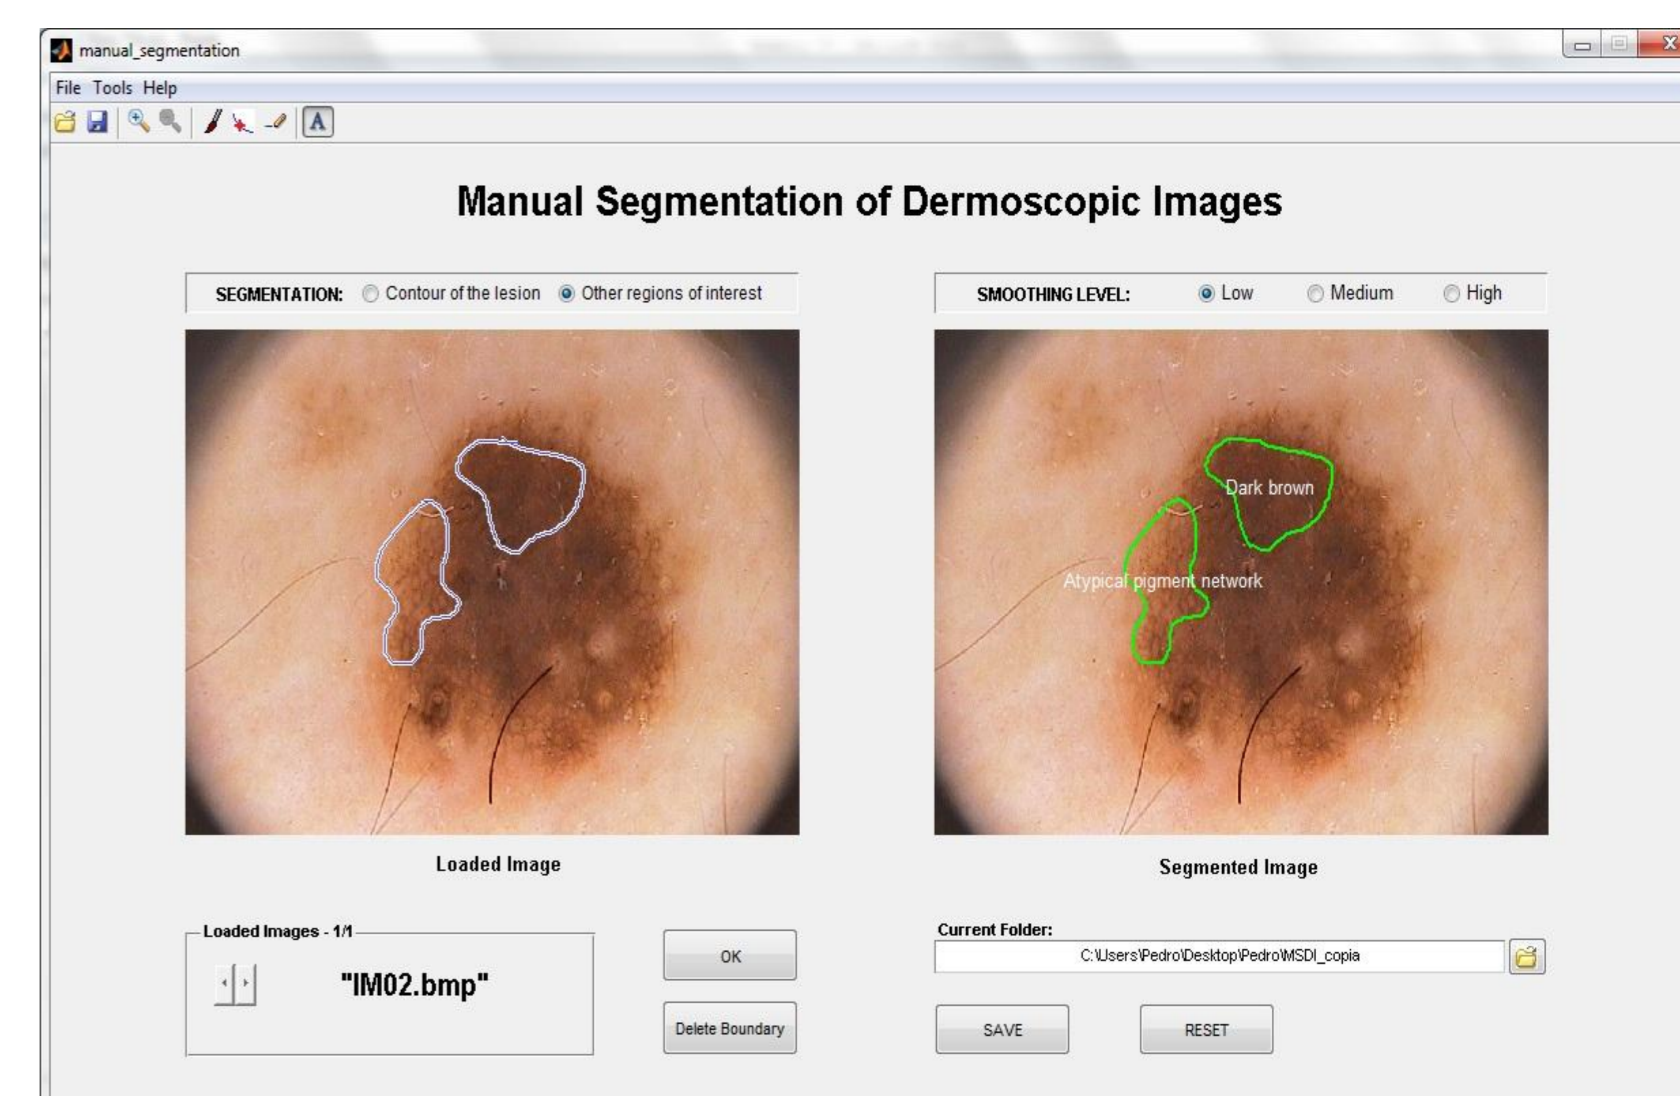 manual_segmentation
File Tools Help
A
Manual Segmentation of Dermoscopic Images
SEGMENTATION: Contour of the lesion Other regions of interest
SMOOTHING LEVEL: Low Medium High
Dark brown
Atypical pigment network
Loaded Image
Segmented Image
Loaded Images - 1/1
"IM02.bmp"
OK
Delete Boundary
Current Folder:
C:\Users\Pedro\Desktop\Pedro\MSDI_copia
SAVE RESET